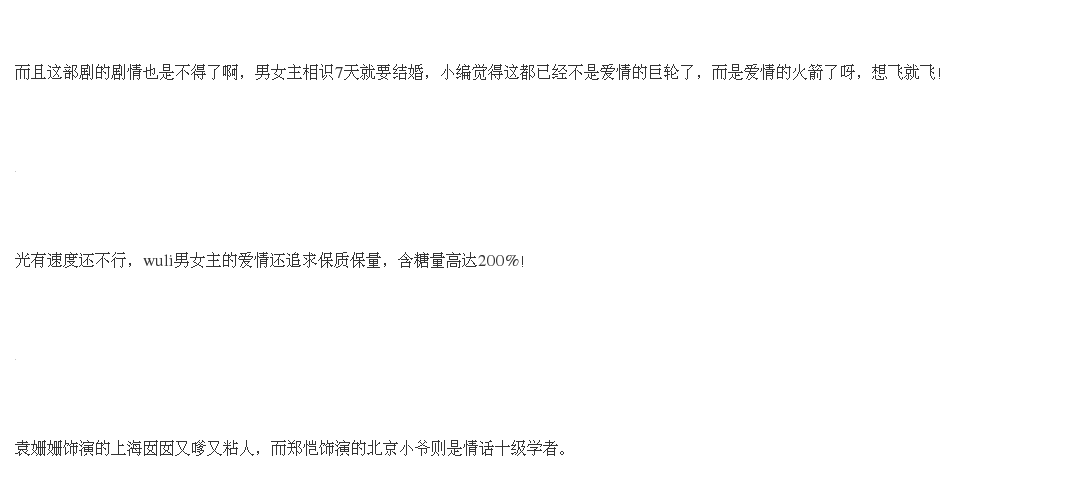 而且这部剧的剧情也是不得了啊，男女主相识7天就要结婚，小编觉得这都已经不是爱情的巨轮了，而是爱情的火箭了呀，想飞就飞!
光有速度还不行，wuli男女主的爱情还追求保质保量，含糖量高达200%!
袁姗姗饰演的上海囡囡又嗲又粘人，而郑恺饰演的北京小爷则是情话十级学者。